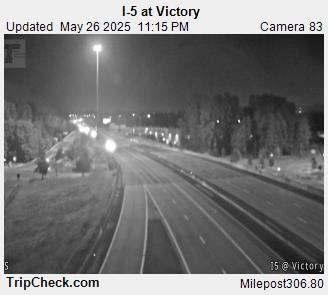 I-5 at Victory
Updated May 26 2025 11:15 PM Camera 83
S I5 @ Victory
TripCheck.com Milepost306.80